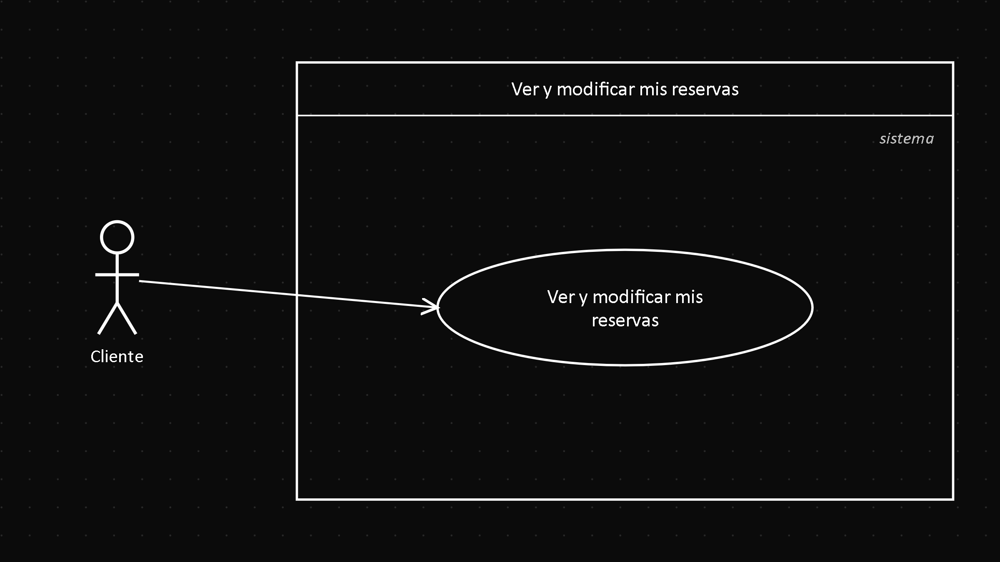 Ver y modificar mis reservas
sistema
Ver y modificar mis
reservas
Cliente